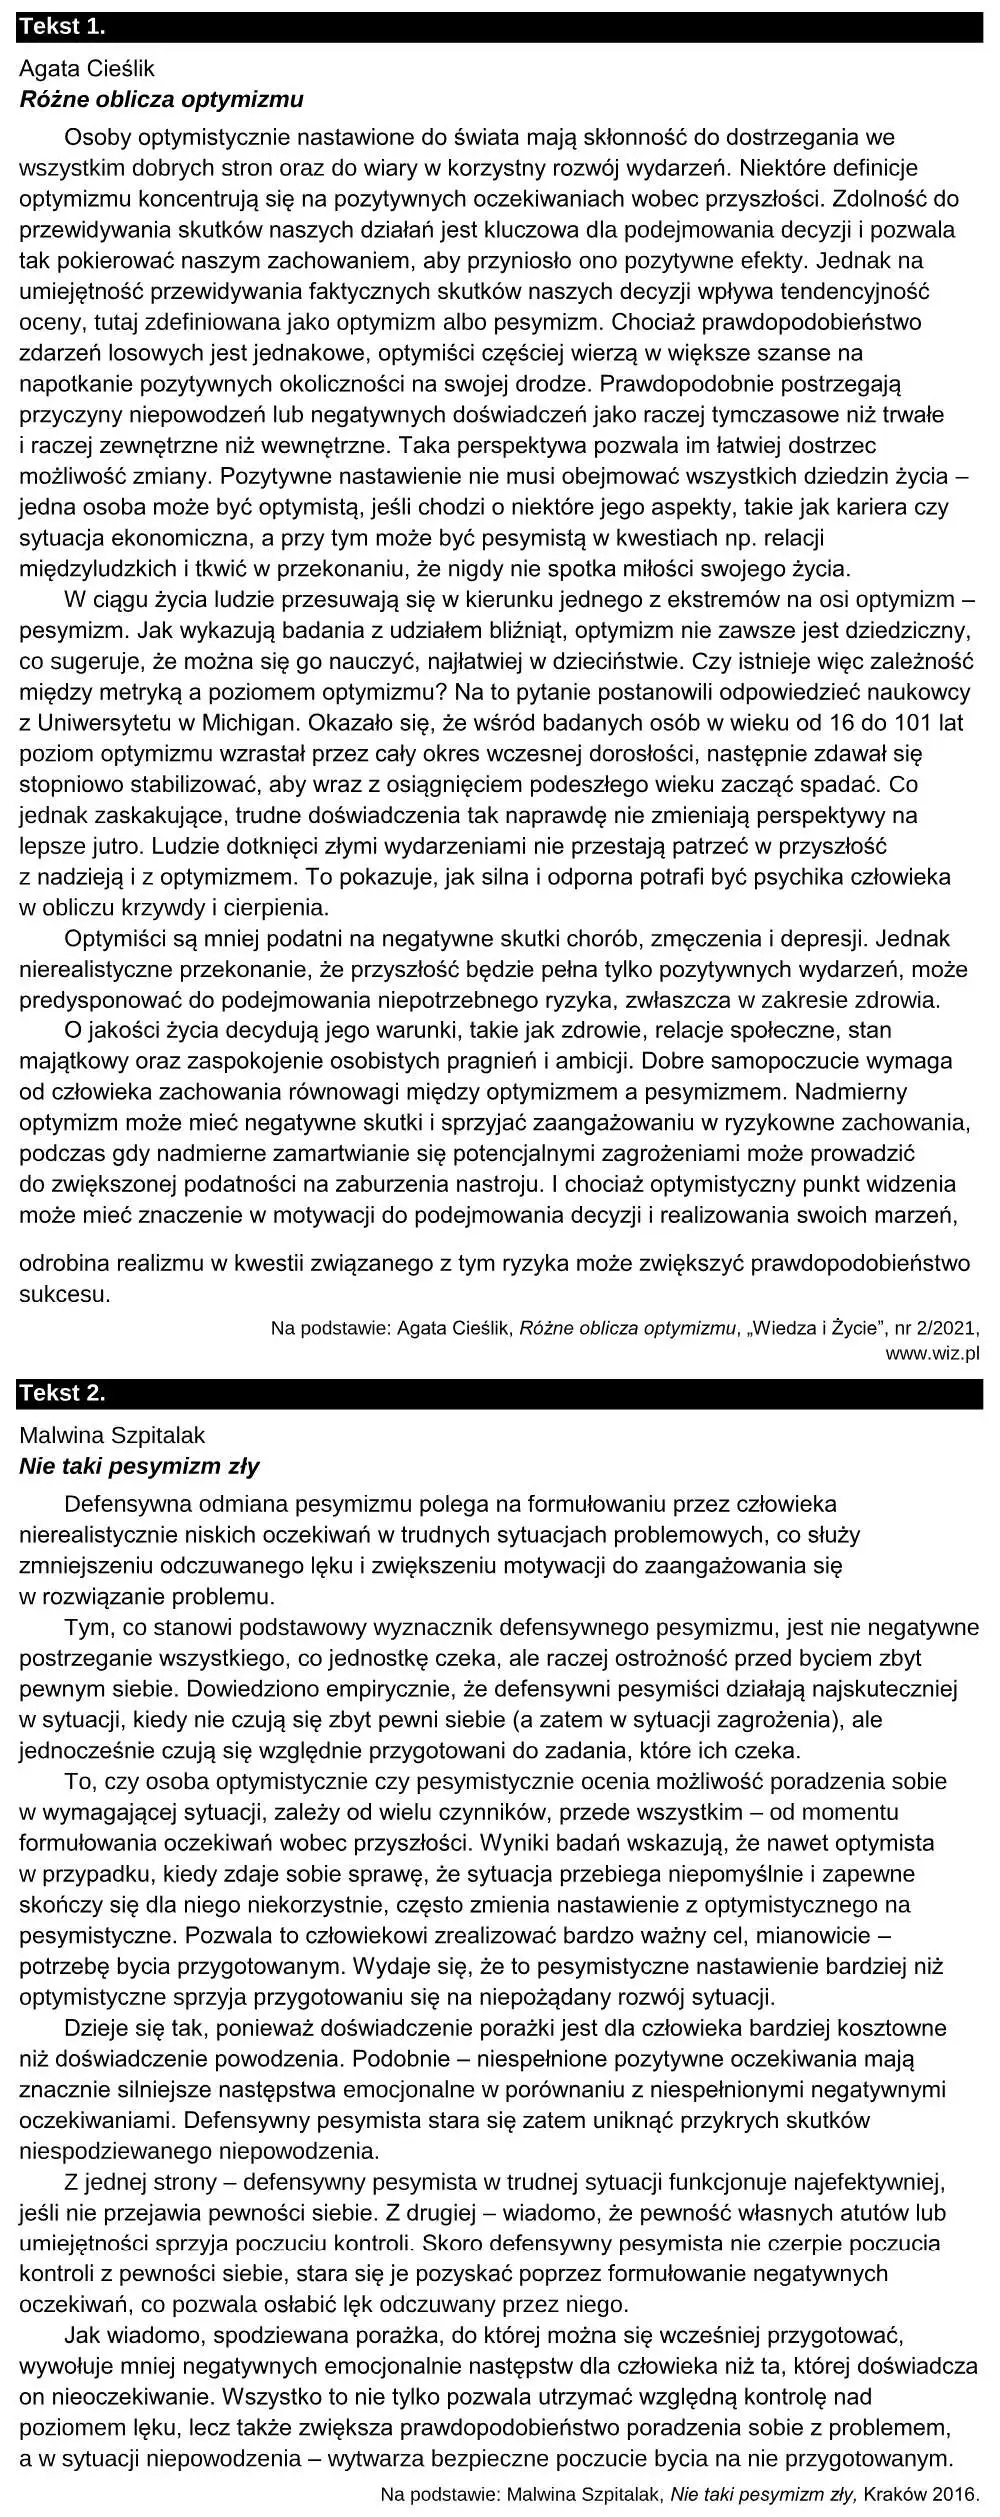 Tekst 1.
Agata Cieślik
Różne oblicza optymizmu
Osoby optymistycznie nastawione do świata mają skłonność do dostrzegania we
wszystkim dobrych stron oraz do wiary w korzystny rozwój wydarzeń. Niektóre definicje
optymizmu koncentrują się na pozytywnych oczekiwaniach wobec przyszłości. Zdolność do
przewidywania skutków naszych działań jest kluczowa dla podejmowania decyzji i pozwala
tak pokierować naszym zachowaniem, aby przyniosło ono pozytywne efekty. Jednak na
umiejętność przewidywania faktycznych skutków naszych decyzji wpływa tendencyjność
oceny, tutaj zdefiniowana jako optymizm albo pesymizm. Chociaż prawdopodobieństwo
zdarzeń losowych jest jednakowe, optymiści częściej wierzą w większe szanse na
napotkanie pozytywnych okoliczności na swojej drodze. Prawdopodobnie postrzegają
przyczyny niepowodzeń lub negatywnych doświadczeń jako raczej tymczasowe niż trwałe
i raczej zewnętrzne niż wewnętrzne. Taka perspektywa pozwala im łatwiej dostrzec
możliwość zmiany. Pozytywne nastawienie nie musi obejmować wszystkich dziedzin życia –
jedna osoba może być optymistą, jeśli chodzi o niektóre jego aspekty, takie jak kariera czy
sytuacja ekonomiczna, a przy tym może być pesymistą w kwestiach np. relacji
międzyludzkich i tkwić w przekonaniu, że nigdy nie spotka miłości swojego życia.
W ciągu życia ludzie przesuwają się w kierunku jednego z ekstremów na osi optymizm –
pesymizm. Jak wykazują badania z udziałem bliźniąt, optymizm nie zawsze jest dziedziczny,
co sugeruje, że można się go nauczyć, najłatwiej w dzieciństwie. Czy istnieje więc zależność
między metryką a poziomem optymizmu? Na to pytanie postanowili odpowiedzieć naukowcy
z Uniwersytetu w Michigan. Okazało się, że wśród badanych osób w wieku od 16 do 101 lat
poziom optymizmu wzrastał przez cały okres wczesnej dorosłości, następnie zdawał się
stopniowo stabilizować, aby wraz z osiągnięciem podeszłego wieku zacząć spadać. Co
jednak zaskakujące, trudne doświadczenia tak naprawdę nie zmieniają perspektywy na
lepsze jutro. Ludzie dotknięci złymi wydarzeniami nie przestają patrzeć w przyszłość
z nadzieją i z optymizmem. To pokazuje, jak silna i odporna potrafi być psychika człowieka
w obliczu krzywdy i cierpienia.
Optymiści są mniej podatni na negatywne skutki chorób, zmęczenia i depresji. Jednak
nierealistyczne przekonanie, że przyszłość będzie pełna tylko pozytywnych wydarzeń, może
predysponować do podejmowania niepotrzebnego ryzyka, zwłaszcza w zakresie zdrowia.
O jakości życia decydują jego warunki, takie jak zdrowie, relacje społeczne, stan
majątkowy oraz zaspokojenie osobistych pragnień i ambicji. Dobre samopoczucie wymaga
od człowieka zachowania równowagi między optymizmem a pesymizmem. Nadmierny
optymizm może mieć negatywne skutki i sprzyjać zaangażowaniu w ryzykowne zachowania,
podczas gdy nadmierne zamartwianie się potencjalnymi zagrożeniami może prowadzić
do zwiększonej podatności na zaburzenia nastroju. I chociaż optymistyczny punkt widzenia
może mieć znaczenie w motywacji do podejmowania decyzji i realizowania swoich marzeń,
odrobina realizmu w kwestii związanego z tym ryzyka może zwiększyć prawdopodobieństwo
sukcesu.
Na podstawie: Agata Cieślik, Różne oblicza optymizmu, „Wiedza i Życie”, nr 2/2021,
www.wiz.pl
Tekst 2.
Malwina Szpitalak
Nie taki pesymizm zły
Defensywna odmiana pesymizmu polega na formułowaniu przez człowieka
nierealistycznie niskich oczekiwań w trudnych sytuacjach problemowych, co służy
zmniejszeniu odczuwanego lęku i zwiększeniu motywacji do zaangażowania się
w rozwiązanie problemu.
Tym, co stanowi podstawowy wyznacznik defensywnego pesymizmu, jest nie negatywne
postrzeganie wszystkiego, co jednostkę czeka, ale raczej ostrożność przed byciem zbyt
pewnym siebie. Dowiedziono empirycznie, że defensywni pesymiści działają najskuteczniej
w sytuacji, kiedy nie czują się zbyt pewni siebie (a zatem w sytuacji zagrożenia), ale
jednocześnie czują się względnie przygotowani do zadania, które ich czeka.
To, czy osoba optymistycznie czy pesymistycznie ocenia możliwość poradzenia sobie
w wymagającej sytuacji, zależy od wielu czynników, przede wszystkim – od momentu
formułowania oczekiwań wobec przyszłości. Wyniki badań wskazują, że nawet optymista
w przypadku, kiedy zdaje sobie sprawę, że sytuacja przebiega niepomyślnie i zapewne
skończy się dla niego niekorzystnie, często zmienia nastawienie z optymistycznego na
pesymistyczne. Pozwala to człowiekowi zrealizować bardzo ważny cel, mianowicie –
potrzebę bycia przygotowanym. Wydaje się, że to pesymistyczne nastawienie bardziej niż
optymistyczne sprzyja przygotowaniu się na niepożądany rozwój sytuacji.
Dzieje się tak, ponieważ doświadczenie porażki jest dla człowieka bardziej kosztowne
niż doświadczenie powodzenia. Podobnie – niespełnione pozytywne oczekiwania mają
znacznie silniejsze następstwa emocjonalne w porównaniu z niespełnionymi negatywnymi
oczekiwaniami. Defensywny pesymista stara się zatem uniknąć przykrych skutków
niespodziewanego niepowodzenia.
Z jednej strony – defensywny pesymista w trudnej sytuacji funkcjonuje najefektywniej,
jeśli nie przejawia pewności siebie. Z drugiej – wiadomo, że pewność własnych atutów lub
umiejętności sprzyja poczuciu kontroli. Skoro defensywny pesymista nie czerpie poczucia
kontroli z pewności siebie, stara się je pozyskać poprzez formułowanie negatywnych
oczekiwań, co pozwala osłabić lęk odczuwany przez niego.
Jak wiadomo, spodziewana porażka, do której można się wcześniej przygotować,
wywołuje mniej negatywnych emocjonalnie następstw dla człowieka niż ta, której doświadcza
on nieoczekiwanie. Wszystko to nie tylko pozwala utrzymać względną kontrolę nad
poziomem lęku, lecz także zwiększa prawdopodobieństwo poradzenia sobie z problemem,
a w sytuacji niepowodzenia – wytwarza bezpieczne poczucie bycia na nie przygotowanym.
Na podstawie: Malwina Szpitalak, Nie taki pesymizm zły, Kraków 2016.